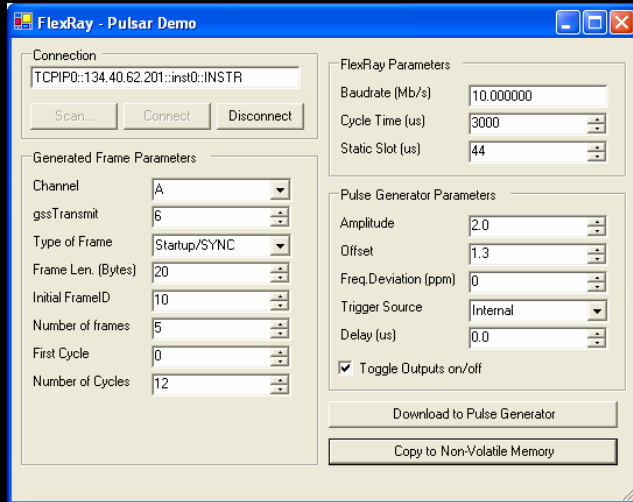 FlexRay - Pulsar Demo
Connection
TCPIP0::134.40.62.201::inst0::INSTR
Scan...
Connect
Disconnect
Generated Frame Parameters
Channel A
gssTransmit 6
Type of Frame Startup/SYNC
Frame Len. (Bytes) 20
Initial FrameID 10
Number of frames 5
First Cycle 0
Number of Cycles 12
FlexRay Parameters
Baudrate (Mb/s) 10.000000
Cycle Time (us) 3000
Static Slot (us) 44
Pulse Generator Parameters
Amplitude 2.0
Offset 1.3
Freq.Deviation (ppm) 0
Trigger Source Internal
Delay (us) 0.0
Toggle Outputs on/off
Download to Pulse Generator
Copy to Non-Volatile Memory